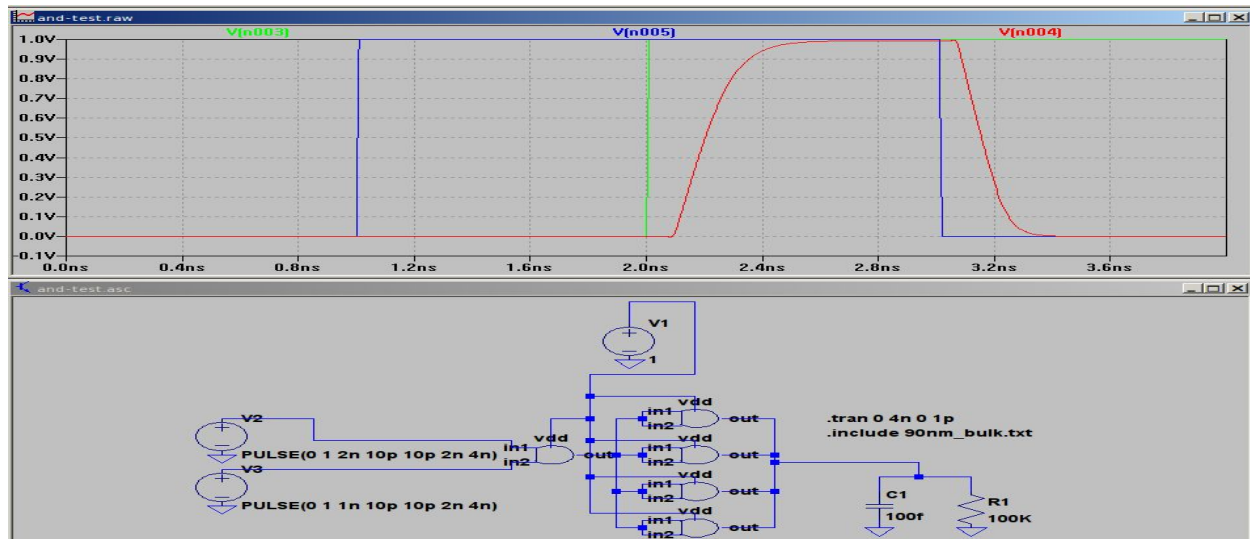 and-test.raw
V(n003) V(n005) V(n004)
1.0V
0.9V
0.8V
0.7V
0.6V
0.5V
0.4V
0.3V
0.2V
0.1V
0.0V
-0.1V
0.0ns 0.4ns 0.8ns 1.2ns 1.6ns 2.0ns 2.4ns 2.8ns 3.2ns 3.6ns
and-test.asc
V1
1
V2
PULSE(0 1 2n 10p 10p 2n 4n)
V3
PULSE(0 1 1n 10p 10p 2n 4n)
vdd
in1
in2
out
vdd
in1
in2
out
vdd
in1
in2
out
vdd
in1
in2
out
vdd
in1
in2
out
.tran 0 4n 0 1p
.include 90nm_bulk.txt
C1
100f
R1
100K